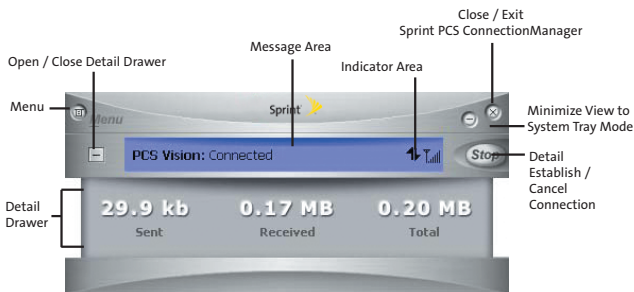 Close / Exit
Sprint PCS ConnectionManager
Message Area
Open / Close Detail Drawer
Indicator Area
Menu
Menu
Sprint
Minimize View to
System Tray Mode
PCS Vision: Connected
Stop
Detail
Establish /
Cancel
Connection
Detail
Drawer
29.9 kb 0.17 MB 0.20 MB
Sent Received Total